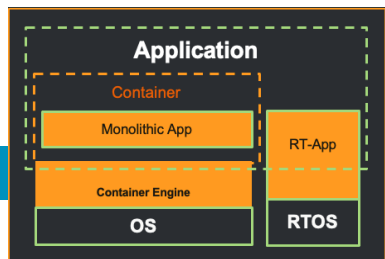 Application
Container
Monolithic App
RT-App
Container Engine
OS
RTOS